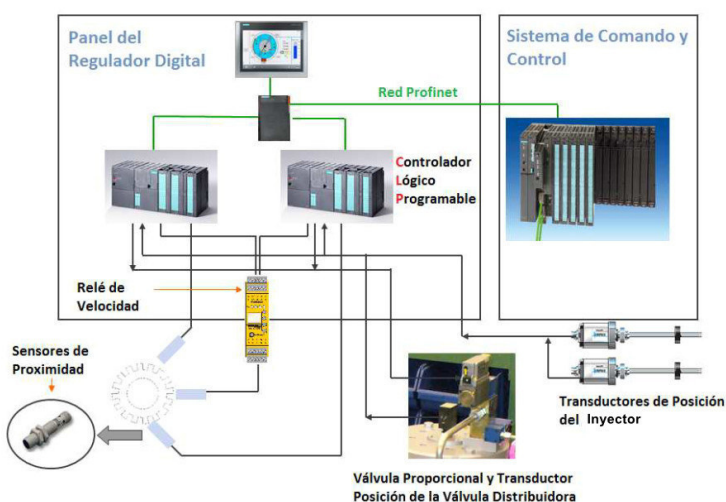 Panel del
Regulador Digital
Sistema de Comando y
Control
Red Profinet
Controlador
Lógico
Programable
Relé de
Velocidad
Sensores de
Proximidad
Transductores de Posición
del Inyector
Válvula Proporcional y Transductor
Posición de la Válvula Distribuidora